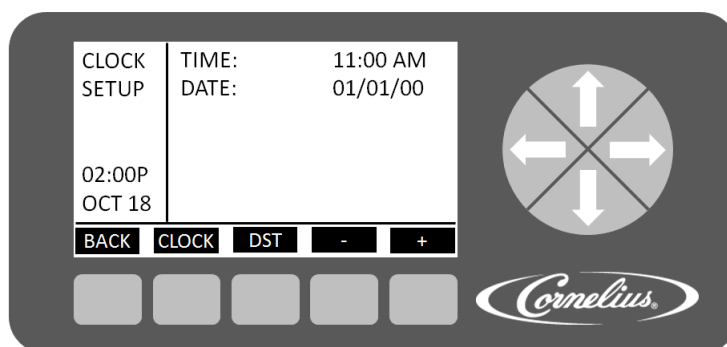 CLOCK
SETUP
TIME: 11:00 AM
DATE: 01/01/00
02:00P
OCT 18
BACK CLOCK DST - +
Cornelius®